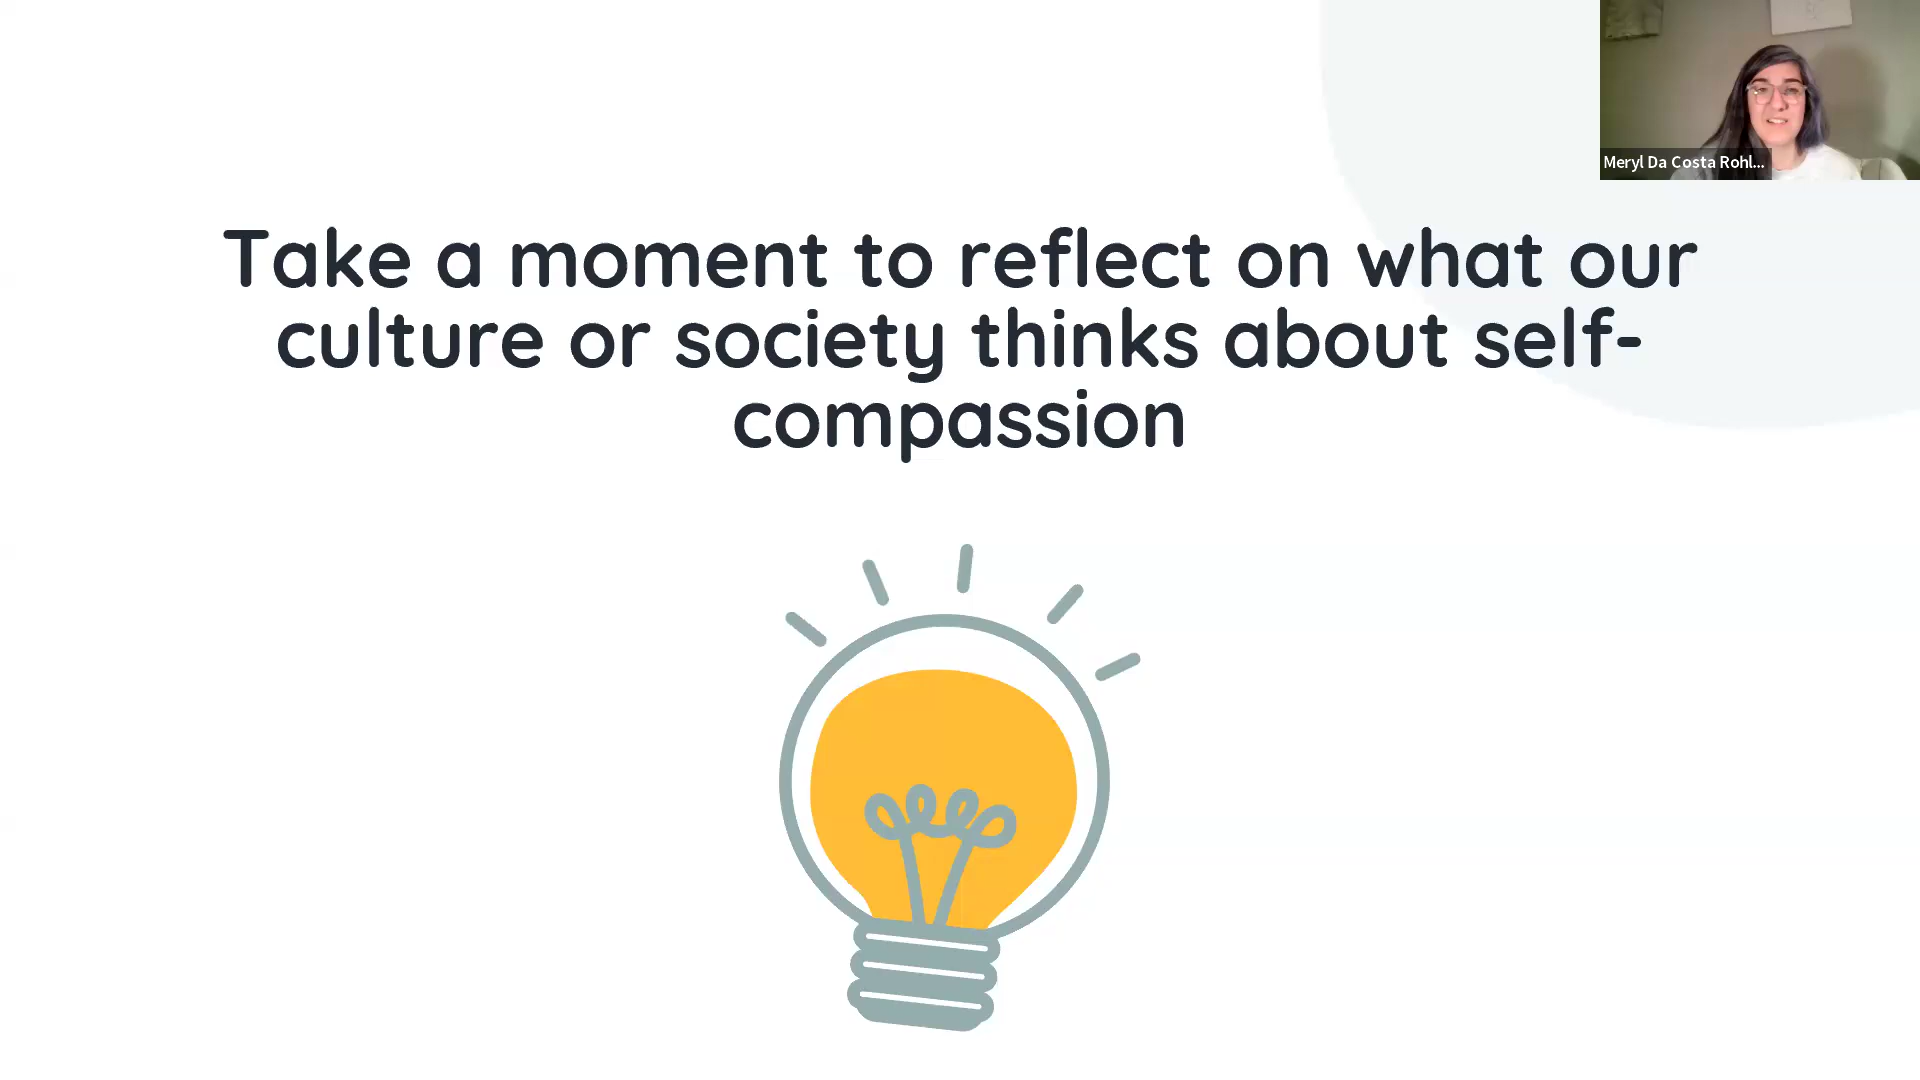 Meryl Da Costa Rohl...
Take a moment to reflect on what our
culture or society thinks about self-
compassion